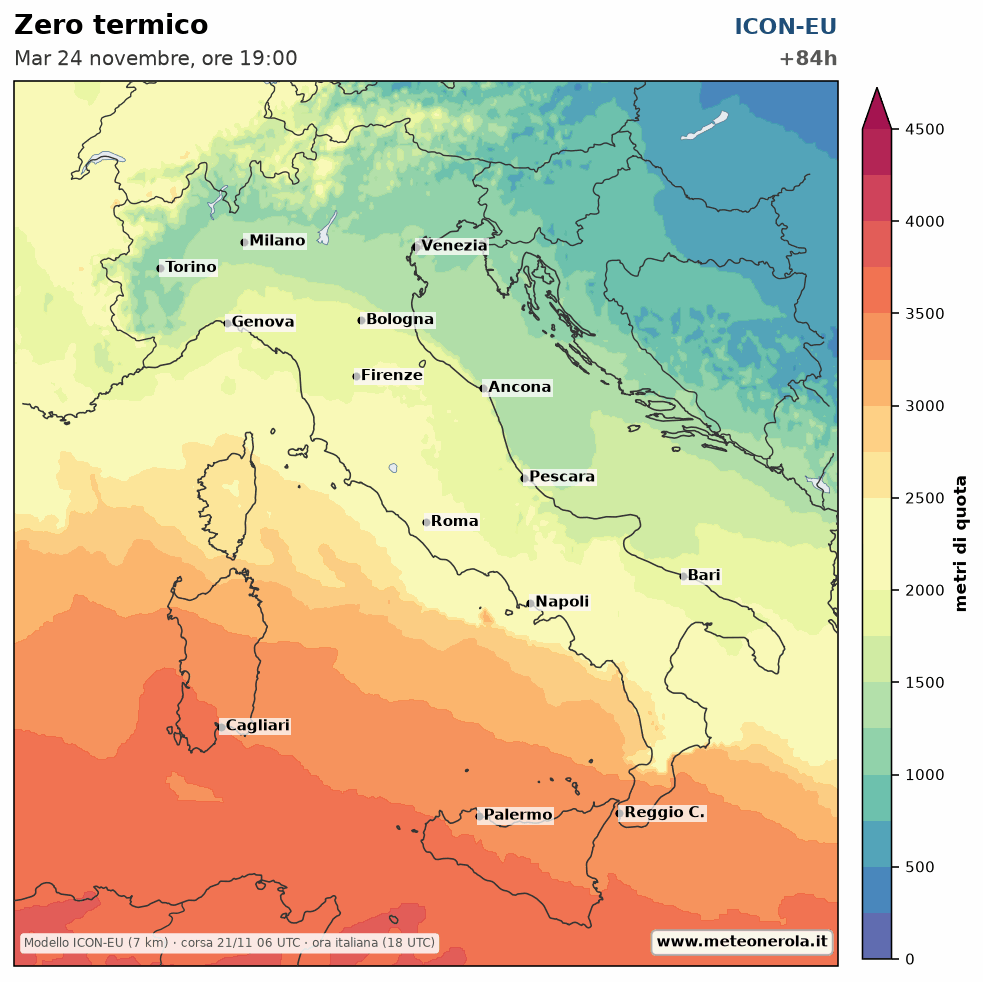 Zero termico
ICON-EU
Mar 24 novembre, ore 19:00
+84h
4500
4000
3500
3000
2500
2000
1500
1000
500
0
metri di quota
Milano
Venezia
Torino
Genova
Bologna
Firenze
Ancona
Pescara
Roma
Bari
Napoli
Cagliari
Palermo
Reggio C.
Modello ICON-EU (7 km) · corsa 21/11 06 UTC · ora italiana (18 UTC)
www.meteonerola.it